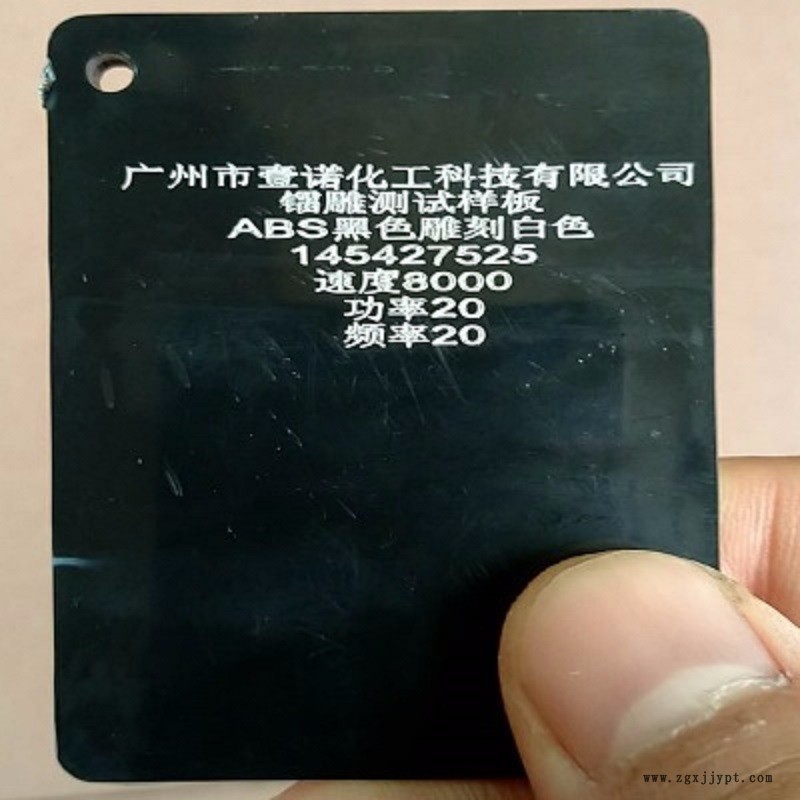 广州市壹诺化工科技有限公司
镭雕测试样板
ABS黑色雕刻白色
145427525
速度8000
功率20
频率20
www.zgxjjypt.com